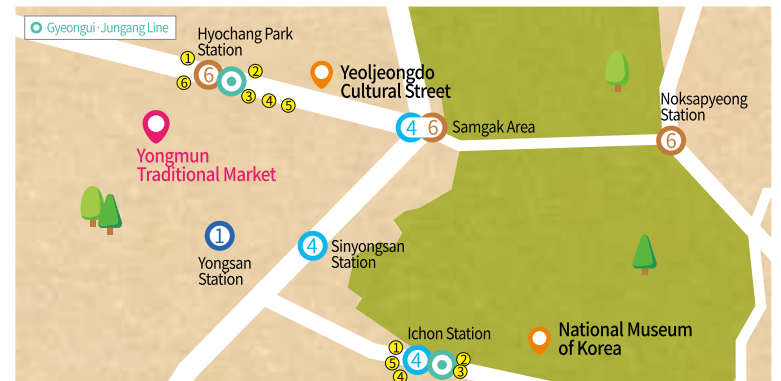 Gyeongui·Jungang Line
Hyochang Park
Station
1
6
6
2
3
4
5
Yeoljeongdo
Cultural Street
4
6
Samgak Area
Noksapyeong
Station
6
Yongmun
Traditional Market
1
Yongsan
Station
4
Sinyongsan
Station
Ichon Station
1
5
4
4
2
3
National Museum
of Korea